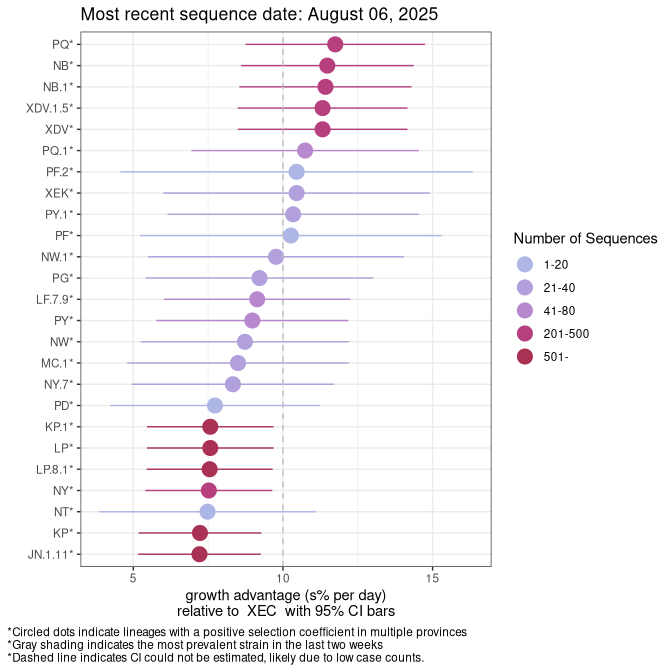 Most recent sequence date: August 06, 2025
PQ*
NB*
NB.1*
XDV.1.5*
XDV*
PQ.1*
PF.2*
XEK*
PY.1*
PF*
NW.1*
PG*
LF.7.9*
PY*
NW*
MC.1*
NY.7*
PD*
KP.1*
LP*
LP.8.1*
NY*
NT*
KP*
JN.1.11*
5 10 15
growth advantage (s% per day)
relative to XEC with 95% CI bars
Number of Sequences
1-20
21-40
41-80
201-500
501-
*Circled dots indicate lineages with a positive selection coefficient in multiple provinces
*Gray shading indicates the most prevalent strain in the last two weeks
*Dashed line indicates CI could not be estimated, likely due to low case counts.